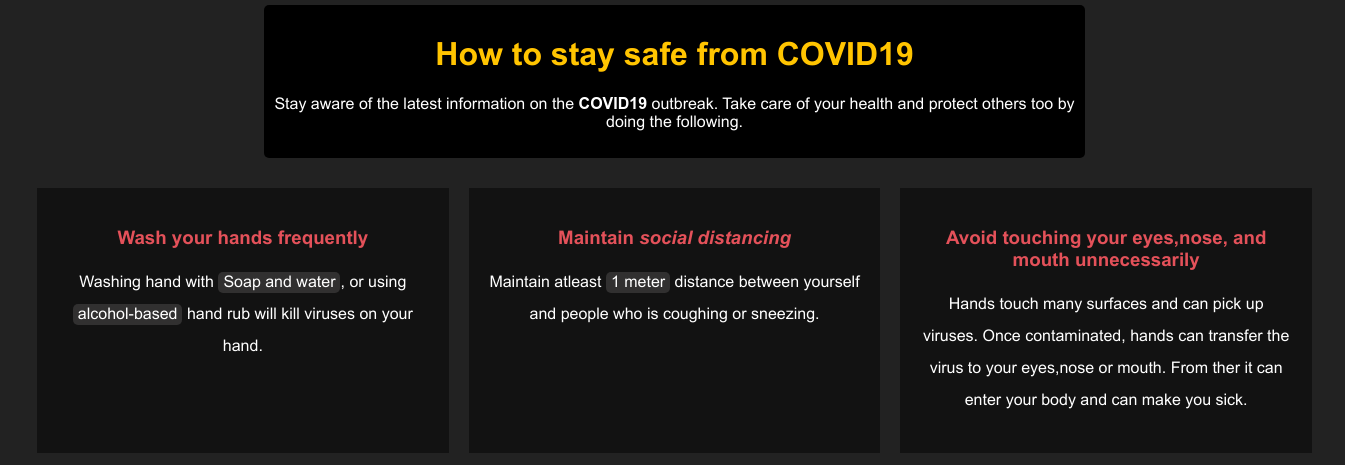 How to stay safe from COVID19
Stay aware of the latest information on the COVID19 outbreak. Take care of your health and protect others too by
doing the following.
Wash your hands frequently
Washing hand with Soap and water, or using
alcohol-based hand rub will kill viruses on your
hand.
Maintain social distancing
Maintain atleast 1 meter distance between yourself
and people who is coughing or sneezing.
Avoid touching your eyes,nose, and
mouth unnecessarily
Hands touch many surfaces and can pick up
viruses. Once contaminated, hands can transfer the
virus to your eyes,nose or mouth. From ther it can
enter your body and can make you sick.